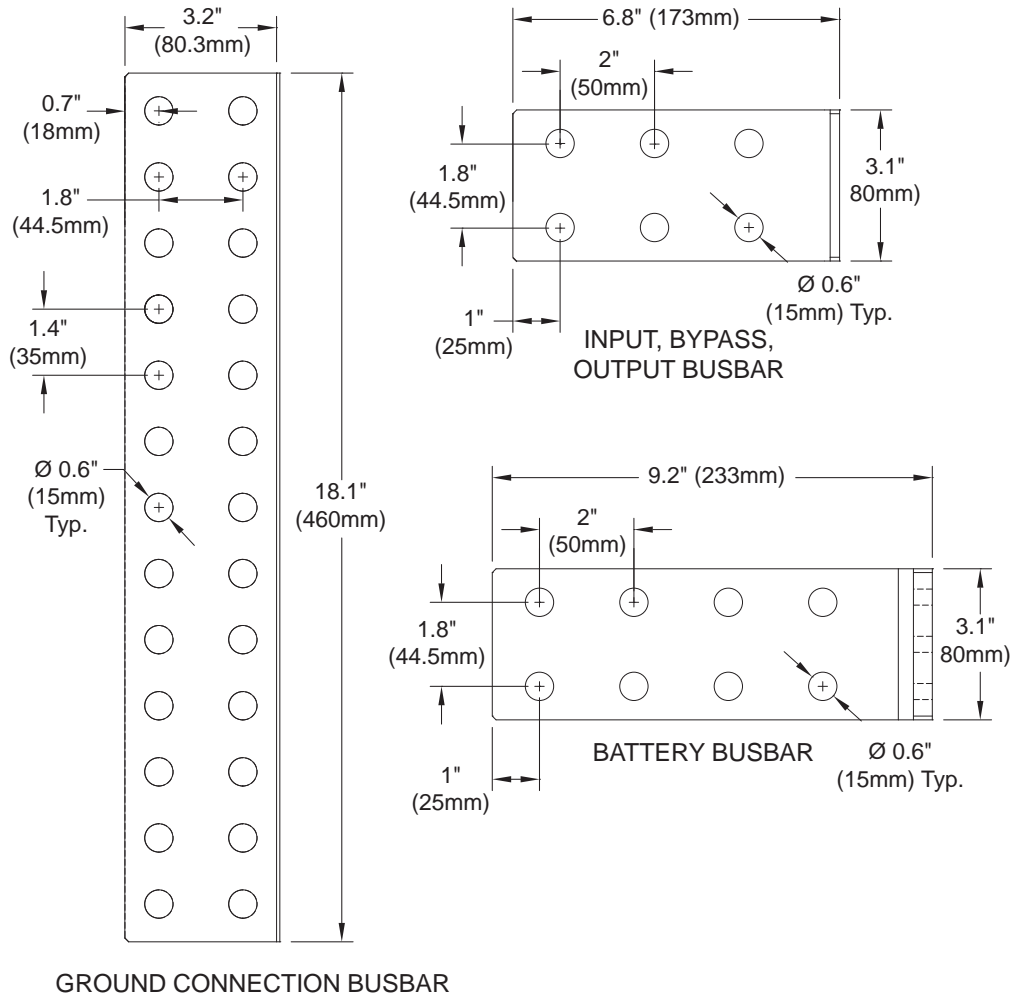 3.2"
(80.3mm)
0.7"
(18mm)
1.8"
(44.5mm)
1.4"
(35mm)
Ø 0.6"
(15mm)
Typ.
18.1"
(460mm)
GROUND CONNECTION BUSBAR
6.8" (173mm)
2"
(50mm)
1.8"
(44.5mm)
3.1"
80mm)
Ø 0.6"
(15mm) Typ.
1"
(25mm)
INPUT, BYPASS,
OUTPUT BUSBAR
9.2" (233mm)
2"
(50mm)
1.8"
(44.5mm)
3.1"
80mm)
BATTERY BUSBAR
Ø 0.6"
(15mm) Typ.
1"
(25mm)